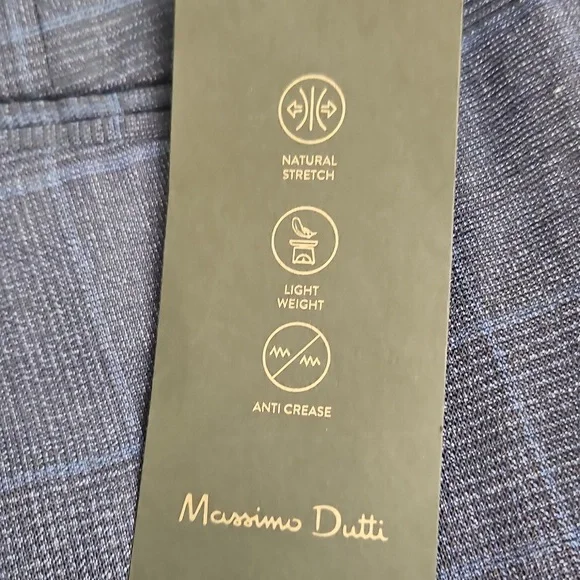 NATURAL
STRETCH
LIGHT
WEIGHT
ANTI CREASE
Massimo Dutti